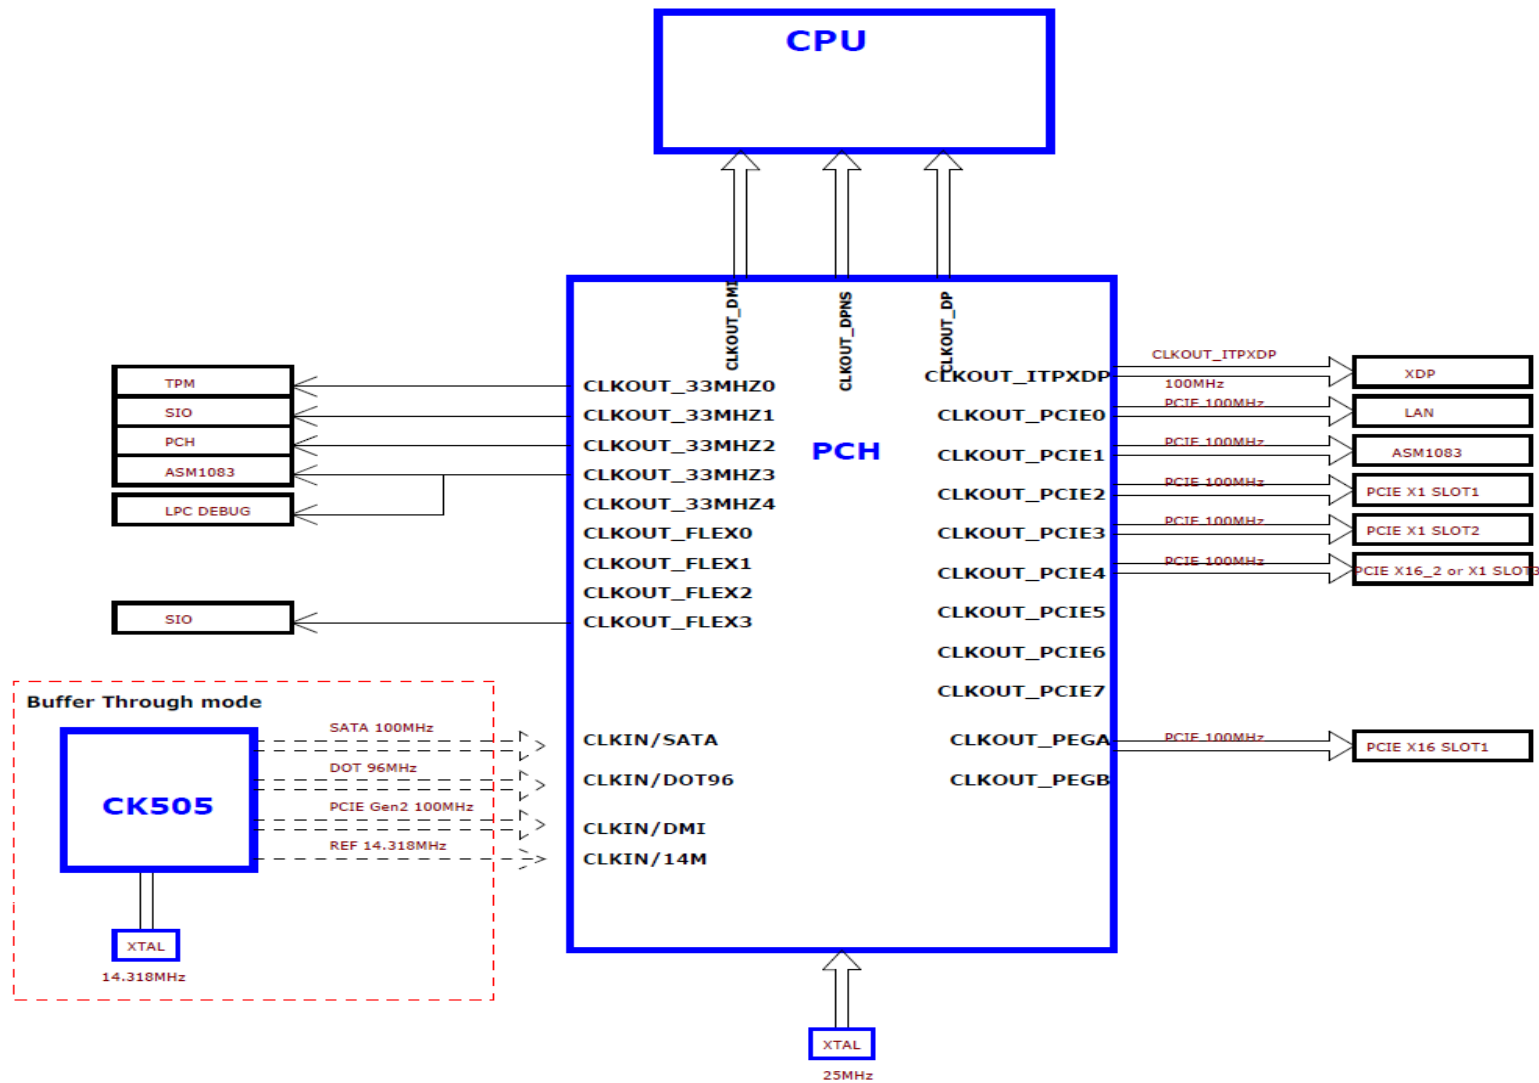 CPU
CLKOUT_DMI
CLKOUT_DPNS
CLKOUT_DP
PCH
TPM
SIO
PCH
ASM1083
LPC DEBUG
SIO
CLKOUT_33MHZ0
CLKOUT_33MHZ1
CLKOUT_33MHZ2
CLKOUT_33MHZ3
CLKOUT_33MHZ4
CLKOUT_FLEX0
CLKOUT_FLEX1
CLKOUT_FLEX2
CLKOUT_FLEX3
CLKIN/SATA
CLKIN/DOT96
CLKIN/DMI
CLKIN/14M
CLKOUT_ITPXDP
CLKOUT_PCIE0
CLKOUT_PCIE1
CLKOUT_PCIE2
CLKOUT_PCIE3
CLKOUT_PCIE4
CLKOUT_PCIE5
CLKOUT_PCIE6
CLKOUT_PCIE7
CLKOUT_PEGA
CLKOUT_PEGB
CLKOUT_ITPXDP
100MHz
PCIE 100MHz
PCIE 100MHz
PCIE 100MHz
PCIE 100MHz
PCIE 100MHz
PCIE 100MHz
XDP
LAN
ASM1083
PCIE X1 SLOT1
PCIE X1 SLOT2
PCIE X16_2 or X1 SLOT3
PCIE X16 SLOT1
Buffer Through mode
CK505
SATA 100MHz
DOT 96MHz
PCIE Gen2 100MHz
REF 14.318MHz
XTAL
14.318MHz
XTAL
25MHz